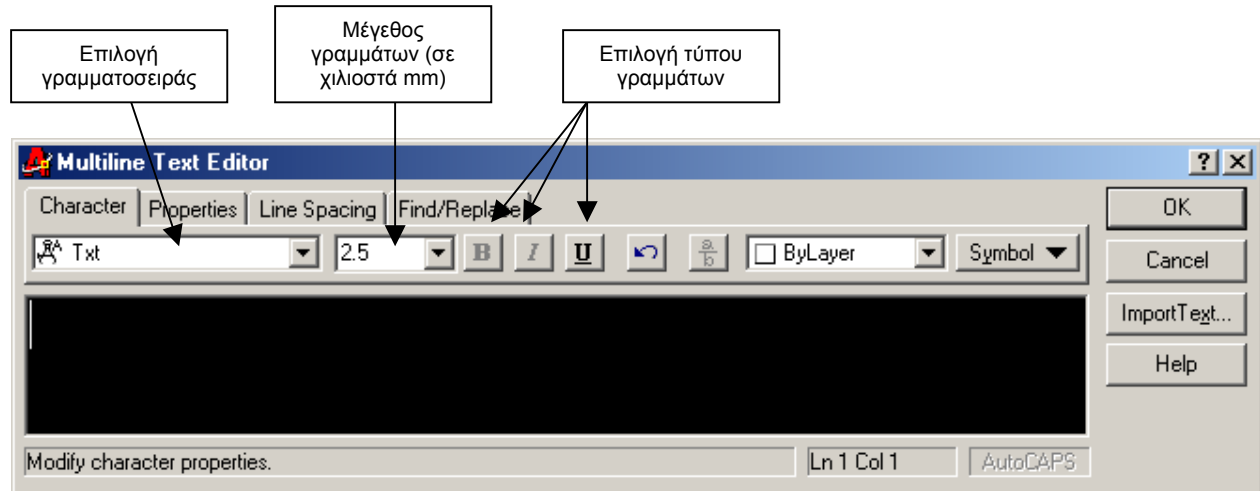 Επιλογή
γραμματοσειράς
Μέγεθος
γραμμάτων (σε
χιλιοστά mm)
Επιλογή τύπου
γραμμάτων
Multiline Text Editor
Character Properties Line Spacing Find/Replace
Txt 2.5 B I U a b ByLayer Symbol
OK
Cancel
ImportText...
Help
Modify character properties. Ln 1 Col 1 AutoCAPS